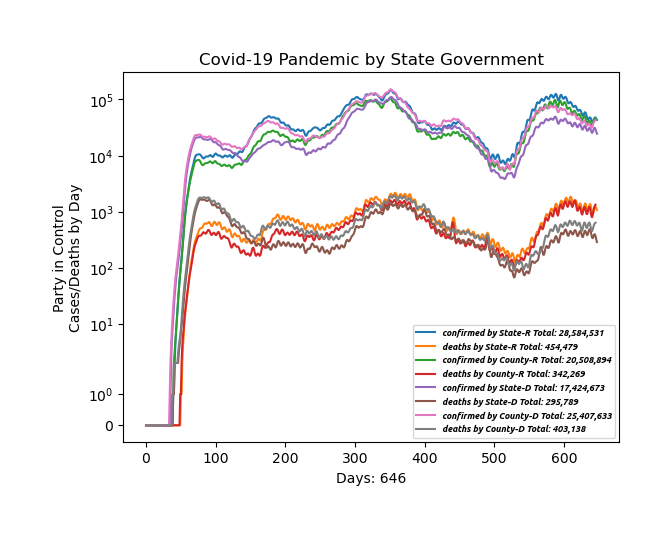 Covid-19 Pandemic by State Government
Party in Control
Cases/Deaths by Day
10^5
10^4
10^3
10^2
10^1
10^0
0
confirmed by State-R Total: 28,584,531
deaths by State-R Total: 454,479
confirmed by County-R Total: 20,508,894
deaths by County-R Total: 342,269
confirmed by State-D Total: 17,424,673
deaths by State-D Total: 295,789
confirmed by County-D Total: 25,407,633
deaths by County-D Total: 403,138
0 100 200 300 400 500 600
Days: 646